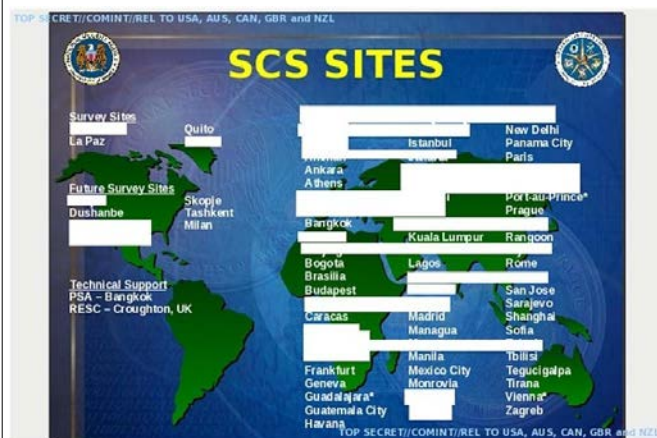 TOP SECRET//COMINT//REL TO USA, AUS, CAN, GBR and NZL
SCS SITES
Survey Sites
La Paz
Quito
Future Survey Sites
Dushanbe
Skopje
Tashkent
Milan
Technical Support
PSA – Bangkok
RESC – Croughton, UK
Ankara
Athens
Bangkok
Bogota
Brasilia
Budapest
Caracas
Frankfurt
Geneva
Guadalajara*
Guatemala City
Havana
Istanbul
Kuala Lumpur
Lagos
Madrid
Managua
Manila
Mexico City
Monrovia
New Delhi
Panama City
Paris
Port-au-Prince*
Prague
Rangoon
Rome
San Jose
Sarajevo
Shanghai
Sofia
Tbilisi
Tegucigalpa
Tirana
Vienna*
Zagreb
TOP SECRET//COMINT//REL TO USA, AUS, CAN, GBR and NZL